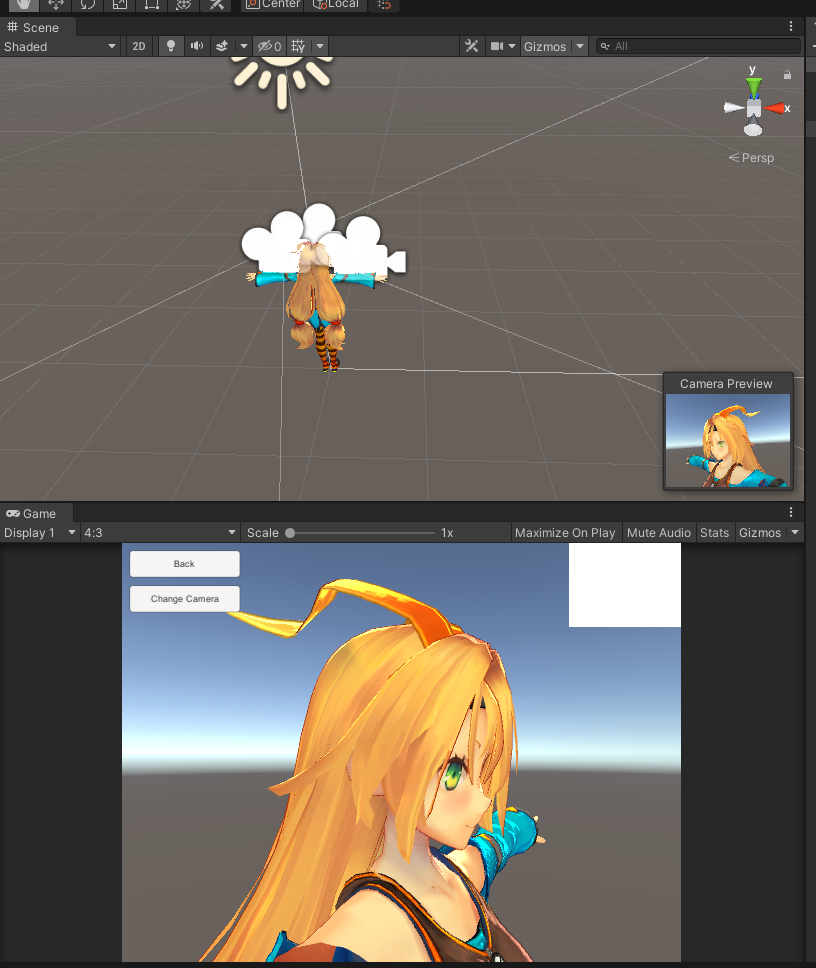 Center Local
Scene
Shaded 2D 0 Gizmos All
y
x
Persp
Camera Preview
Game
Display 1 4:3 Scale 1x Maximize On Play Mute Audio Stats Gizmos
Back
Change Camera